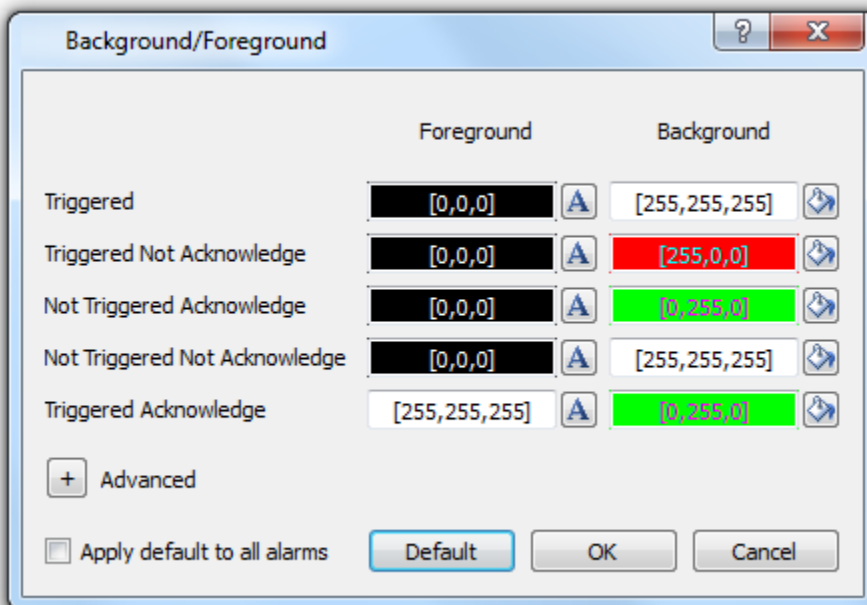 Background/Foreground
Foreground Background
Triggered [0,0,0] A [255,255,255]
Triggered Not Acknowledge [0,0,0] A [255,0,0]
Not Triggered Acknowledge [0,0,0] A [0,255,0]
Not Triggered Not Acknowledge [0,0,0] A [255,255,255]
Triggered Acknowledge [255,255,255] A [0,255,0]
+ Advanced
Apply default to all alarms Default OK Cancel